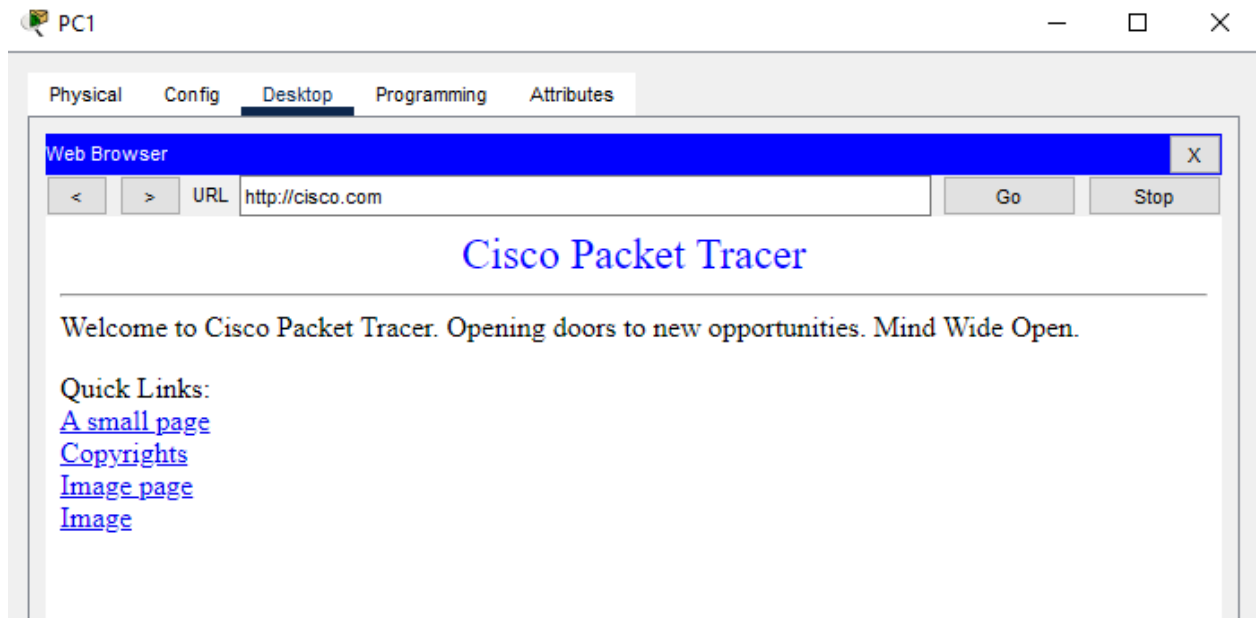 PC1
Physical Config Desktop Programming Attributes
Web Browser X
< > URL http://cisco.com Go Stop
Cisco Packet Tracer
Welcome to Cisco Packet Tracer. Opening doors to new opportunities. Mind Wide Open.
Quick Links:
A small page
Copyrights
Image page
Image